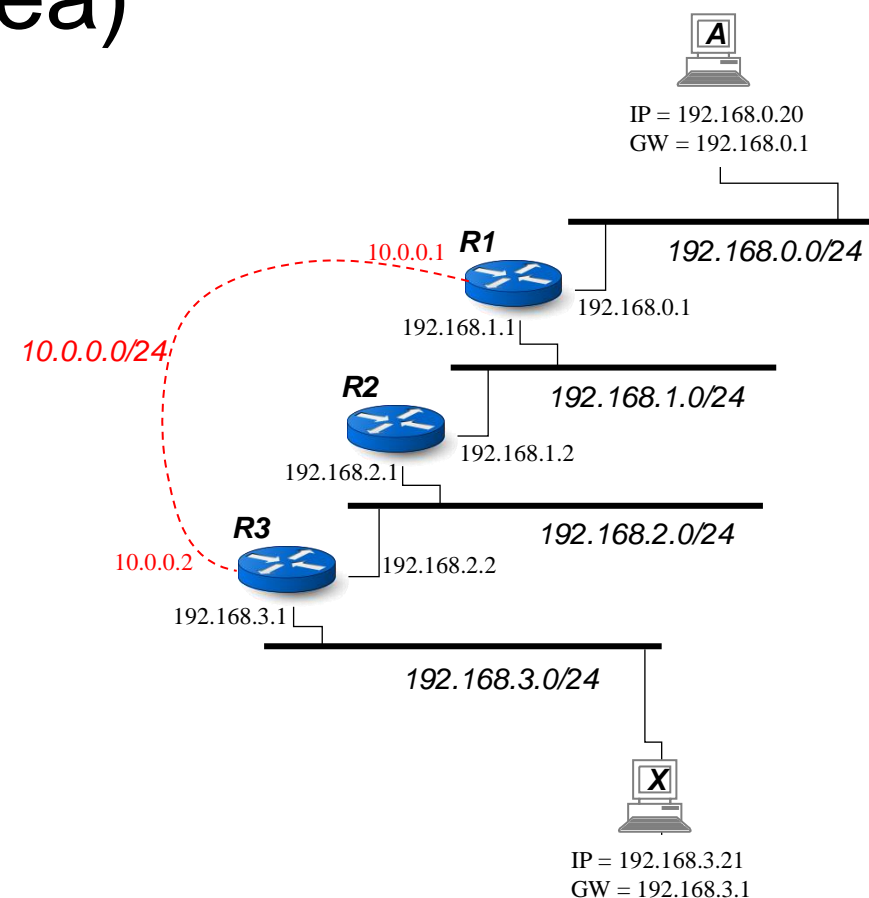 ea)
A
IP = 192.168.0.20
GW = 192.168.0.1
R1
10.0.0.1
192.168.0.0/24
192.168.0.1
192.168.1.1
10.0.0.0/24
R2
192.168.1.0/24
192.168.1.2
192.168.2.1
R3
192.168.2.0/24
10.0.0.2
192.168.2.2
192.168.3.1
192.168.3.0/24
X
IP = 192.168.3.21
GW = 192.168.3.1